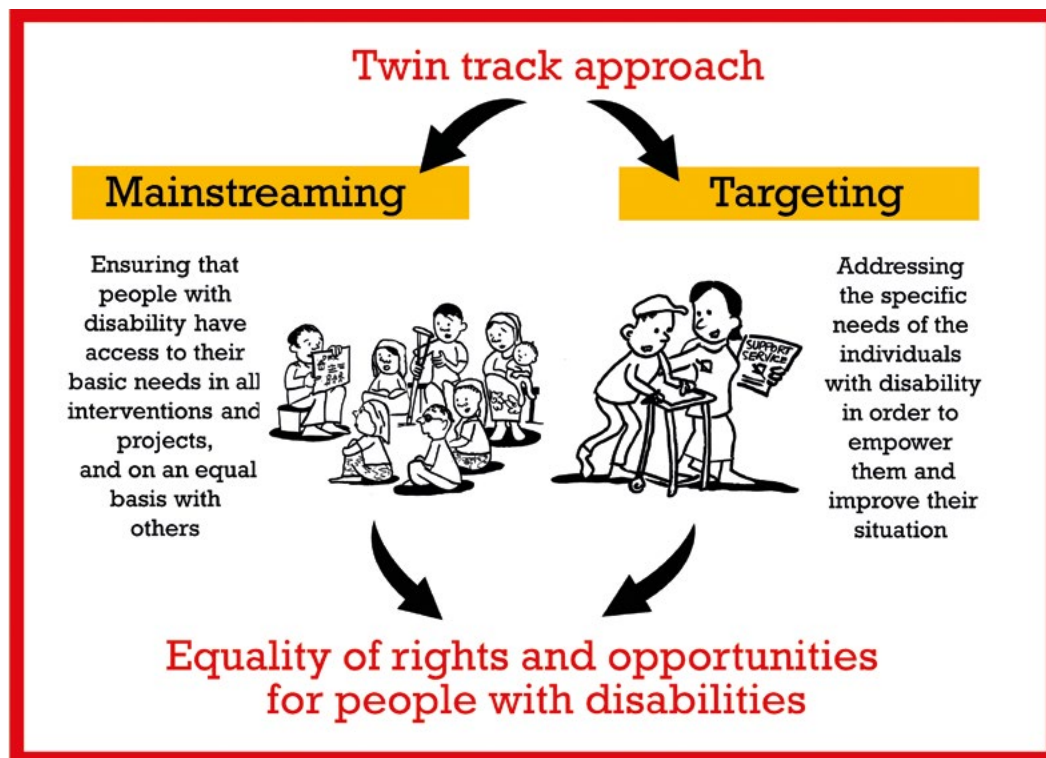 Twin track approach
Mainstreaming
Targeting
Ensuring that
people with
disability have
access to their
basic needs in all
interventions and
projects,
and on an equal
basis with
others
SUPPORT
SERVICE
Addressing
the specific
needs of the
individuals
with disability
in order to
empower
them and
improve their
situation
Equality of rights and opportunities
for people with disabilities